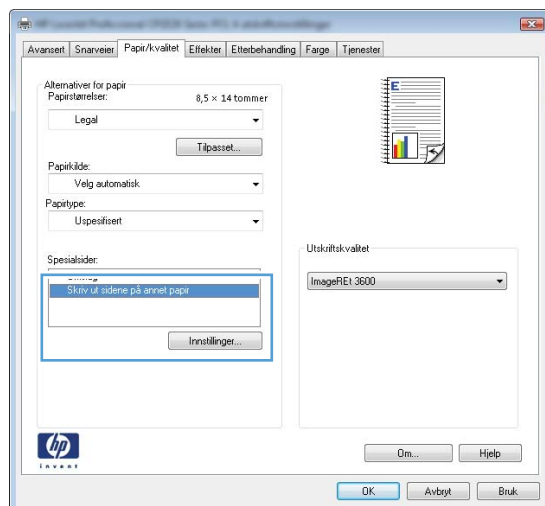 Avansert Snarveier Papir/kvalitet Effekter Etterbehandling Farge Tjenester
Alternativer for papir
Papirstørrelser: 8,5 × 14 tommer
Legal
Tilpasset...
Papirkilde:
Velg automatisk
Papirtype:
Uspesifisert
Spesialsider:
Skriv ut sidene på annet papir
Innstillinger...
E
Utskriftskvalitet
ImageREt 3600
hp
invent
Om... Hjelp
OK Avbryt Bruk